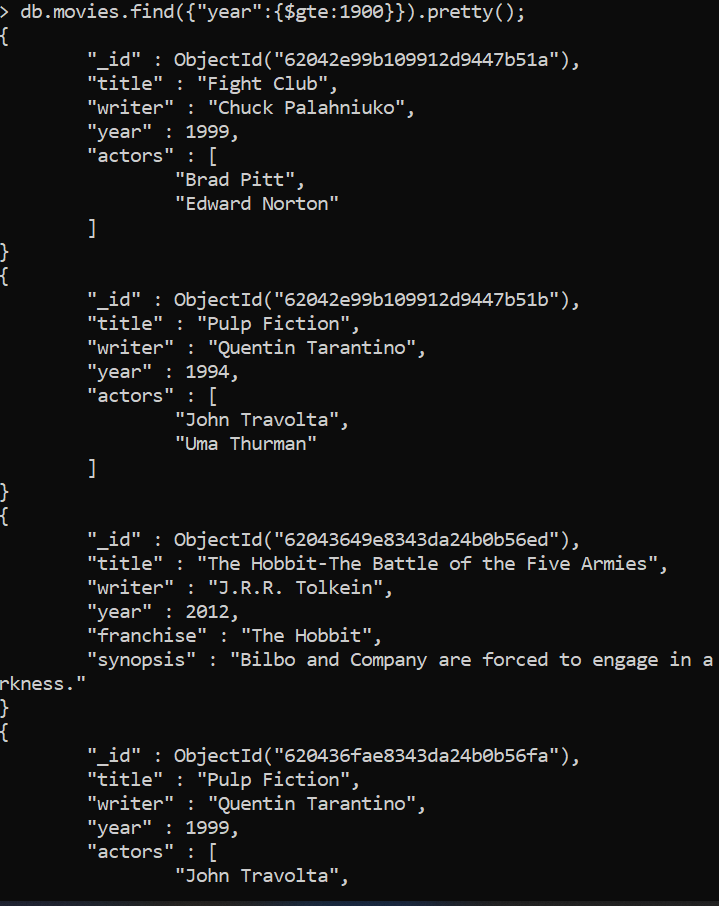 > db.movies.find({"year":{$gte:1900}}).pretty();
{
        "_id" : ObjectId("62042e99b109912d9447b51a"),
        "title" : "Fight Club",
        "writer" : "Chuck Palahniuko",
        "year" : 1999,
        "actors" : [
                "Brad Pitt",
                "Edward Norton"
        ]
}
{
        "_id" : ObjectId("62042e99b109912d9447b51b"),
        "title" : "Pulp Fiction",
        "writer" : "Quentin Tarantino",
        "year" : 1994,
        "actors" : [
                "John Travolta",
                "Uma Thurman"
        ]
}
{
        "_id" : ObjectId("62043649e8343da24b0b56ed"),
        "title" : "The Hobbit-The Battle of the Five Armies",
        "writer" : "J.R.R. Tolkein",
        "year" : 2012,
        "franchise" : "The Hobbit",
        "synopsis" : "Bilbo and Company are forced to engage in a
rkness."
}
{
        "_id" : ObjectId("620436fae8343da24b0b56fa"),
        "title" : "Pulp Fiction",
        "writer" : "Quentin Tarantino",
        "year" : 1999,
        "actors" : [
                "John Travolta",